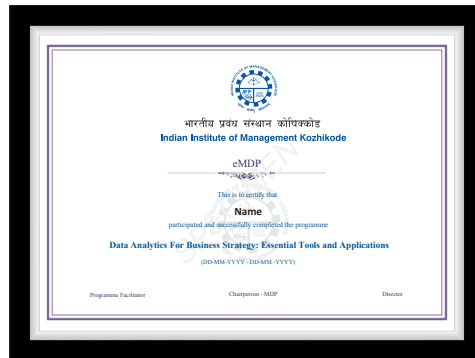 भारतीय प्रबंध संस्थान कोषिक्कोड
Indian Institute of Management Kozhikode
eMDP
This is to certify that
Name
participated and successfully completed the programme
Data Analytics For Business Strategy: Essential Tools and Applications
(DD-MM-YYYY - DD-MM -YYYY)
Programme Facilitator
Chairperson - MDP
Director
SPECIMEN